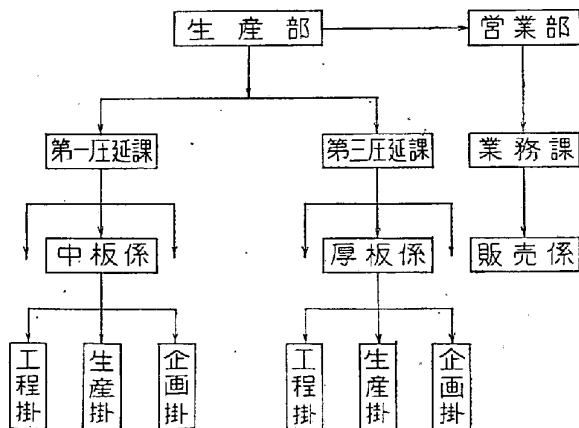 生産部
営業部
第一圧延課
第三圧延課
業務課
中板係
厚板係
販売係
工程掛
生産掛
企画掛
工程掛
生産掛
企画掛